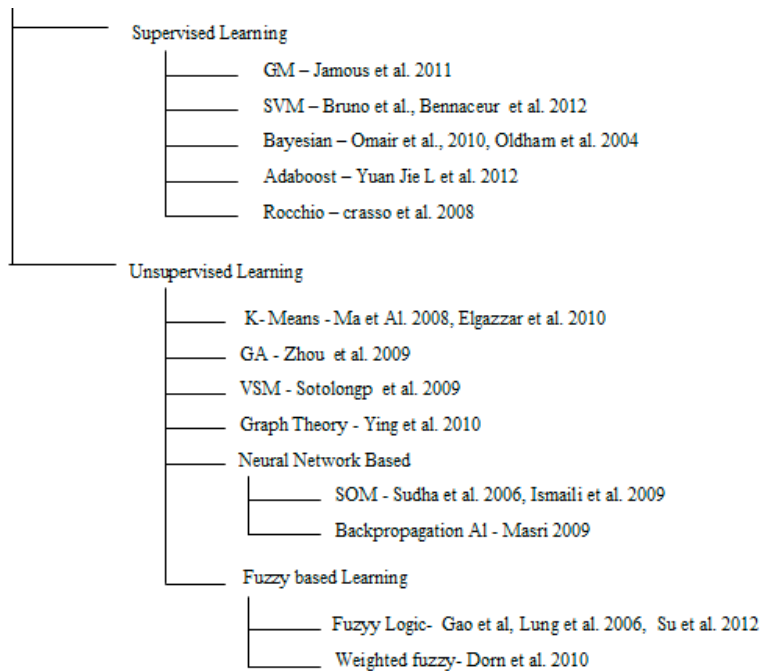 Supervised Learning
GM – Jamous et al. 2011
SVM – Bruno et al., Bennaceur et al. 2012
Bayesian – Omair et al., 2010, Oldham et al. 2004
Adaboost – Yuan Jie L et al. 2012
Rocchio – crasso et al. 2008
Unsupervised Learning
K- Means - Ma et Al. 2008, Elgazzar et al. 2010
GA - Zhou et al. 2009
VSM - Sotolongp et al. 2009
Graph Theory - Ying et al. 2010
Neural Network Based
SOM - Sudha et al. 2006, Ismaili et al. 2009
Backpropagation Al - Masri 2009
Fuzzy based Learning
Fuzyy Logic- Gao et al, Lung et al. 2006, Su et al. 2012
Weighted fuzzy- Dorn et al. 2010